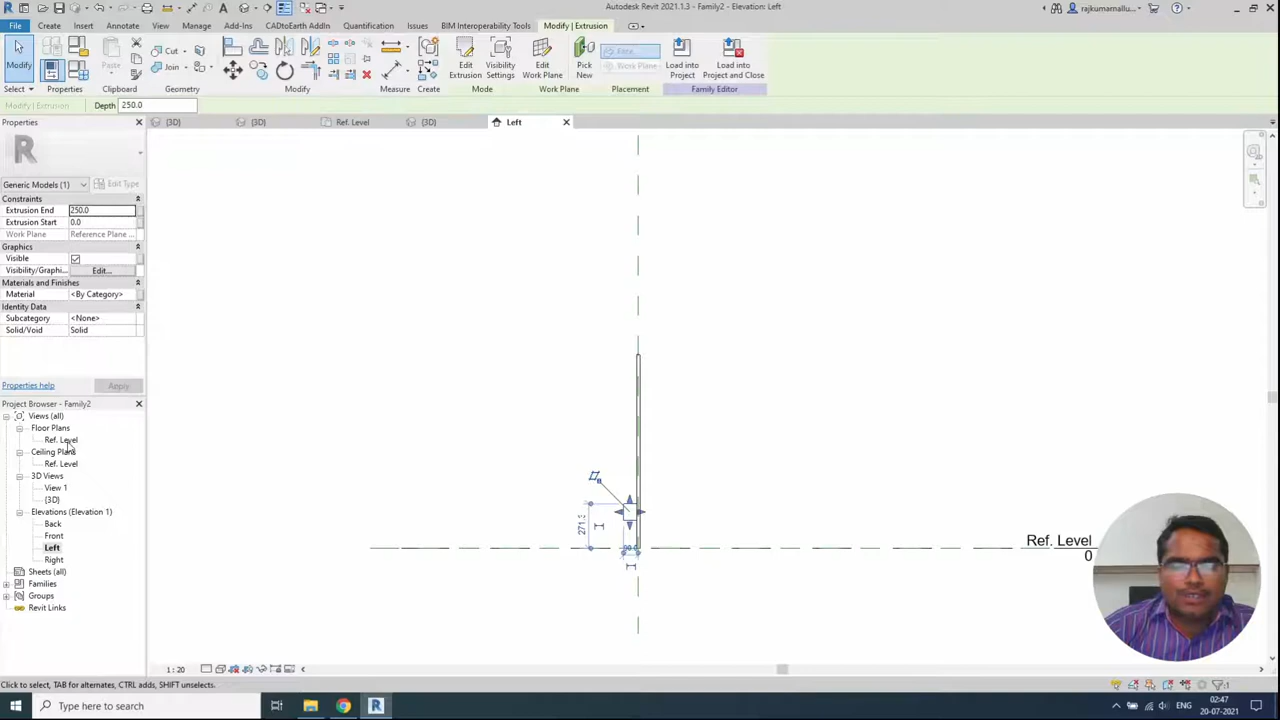 Autodesk Revit 2021.1.3 - Family2 - Elevation: Left
rajkumarnallu...
File Create Insert Annotate View Manage Add-Ins CADtoEarth AddIn Quantification Issues BIM Interoperability Tools Modify | Extrusion
Modify
Paste
Cut
Join
Edit Extrusion
Visibility Settings
Edit Work Plane
Pick New
Face
Work Plane
Load into Project
Load into Project and Close
Select Properties Clipboard Geometry Modify Measure Create Mode Work Plane Placement Family Editor
Modify | Extrusion Depth 250.0
Properties
{3D} {3D} Ref. Level {3D} Left
Generic Models (1) Edit Type
Constraints
Extrusion End 250.0
Extrusion Start 0.0
Work Plane Reference Plane ...
Graphics
Visible
Visibility/Graphi... Edit...
Materials and Finishes
Material <By Category>
Identity Data
Subcategory <None>
Solid/Void Solid
Properties help Apply
Project Browser - Family2
Views (all)
Floor Plans
Ref. Level
Ceiling Plans
Ref. Level
3D Views
View 1
{3D}
Elevations (Elevation 1)
Back
Front
Left
Right
Sheets (all)
Families
Groups
Revit Links
Ref. Level
0
1 : 20
Click to select, TAB for alternates, CTRL adds, SHIFT unselects.
:1
Type here to search
ENG
02:47
20-07-2021